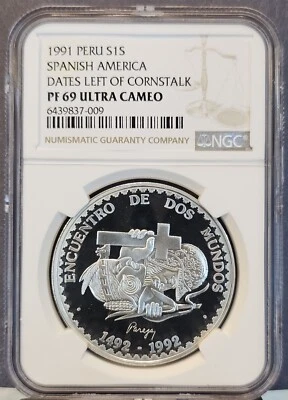 1991 PERU S1S
SPANISH AMERICA
DATES LEFT OF CORNSTALK
PF 69 ULTRA CAMEO
6439837-009
NUMISMATIC GUARANTY COMPANY
NGC
ENCUENTRO DE DOS MUNDOS
Pareja
1492 - 1992